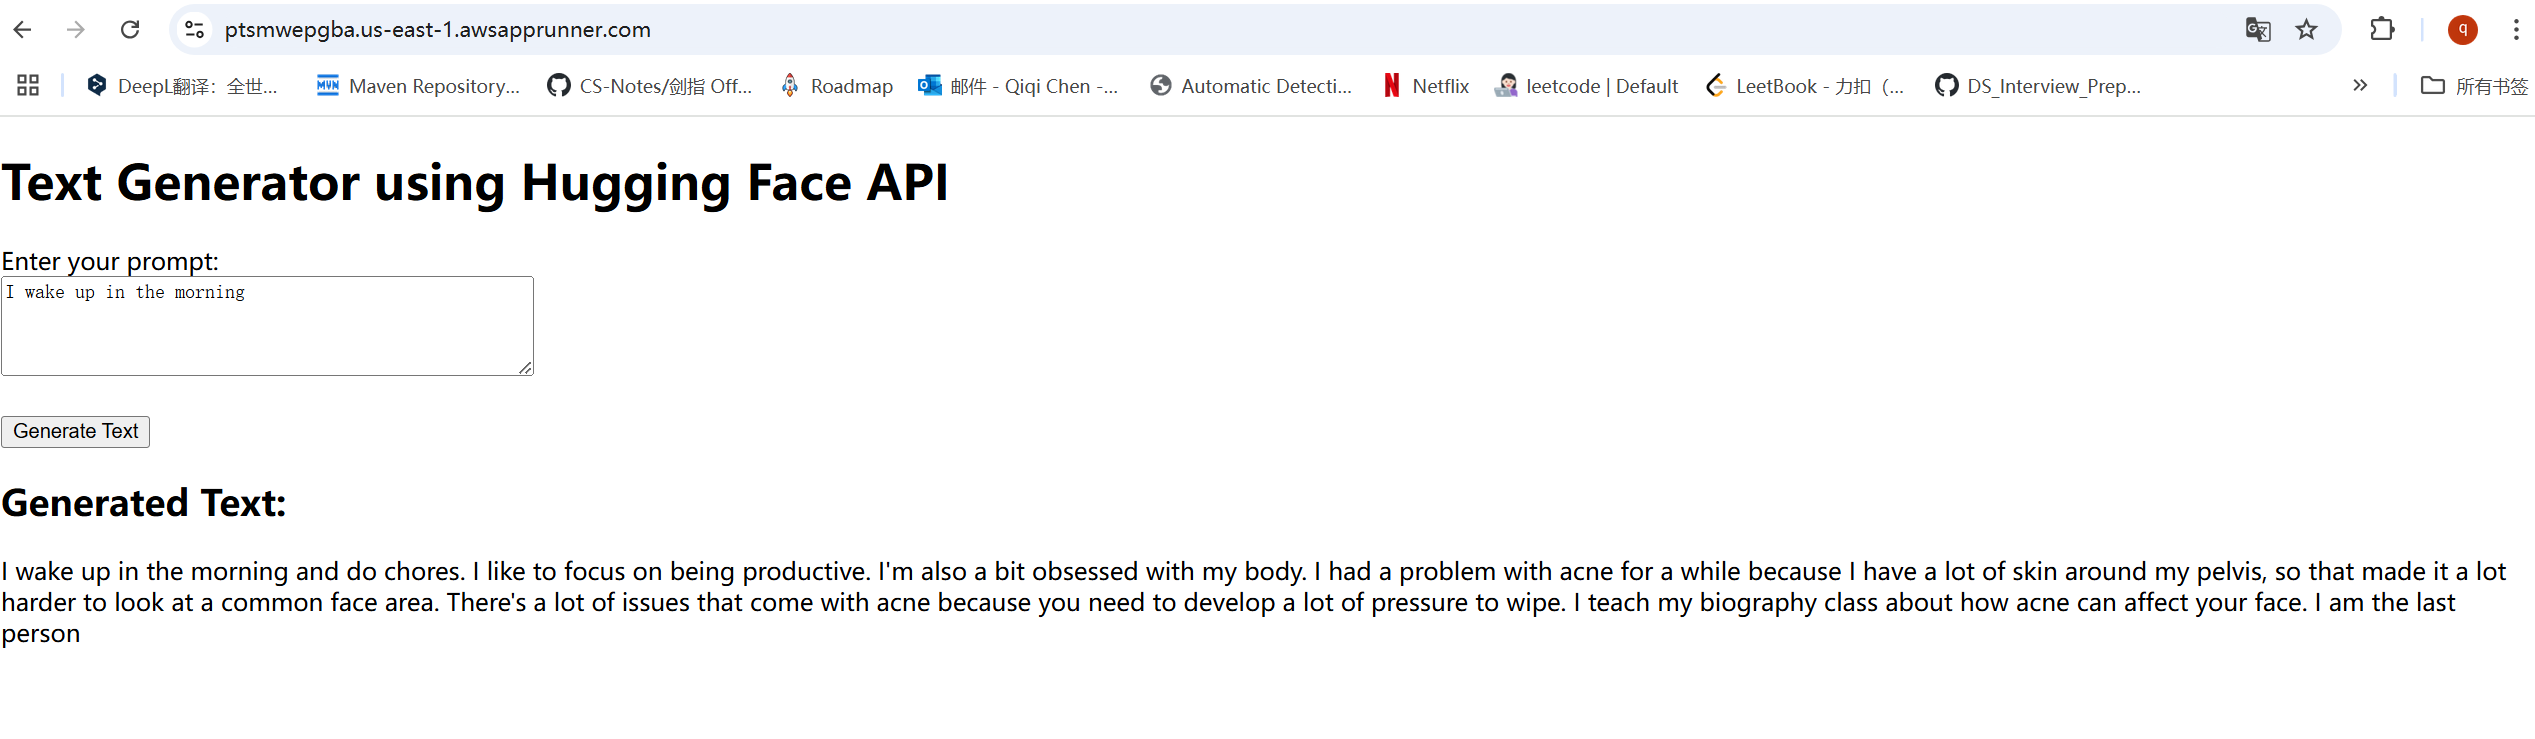 ptsmwepgba.us-east-1.awsapprunner.com
q
DeepL翻译：全世... Maven Repository... CS-Notes/剑指 Off... Roadmap 邮件 - Qiqi Chen -... Automatic Detecti... Netflix leetcode | Default LeetBook - 力扣（... DS_Interview_Prep... » 所有书签
Text Generator using Hugging Face API
Enter your prompt:
I wake up in the morning
Generate Text
Generated Text:
I wake up in the morning and do chores. I like to focus on being productive. I'm also a bit obsessed with my body. I had a problem with acne for a while because I have a lot of skin around my pelvis, so that made it a lot
harder to look at a common face area. There's a lot of issues that come with acne because you need to develop a lot of pressure to wipe. I teach my biography class about how acne can affect your face. I am the last
person